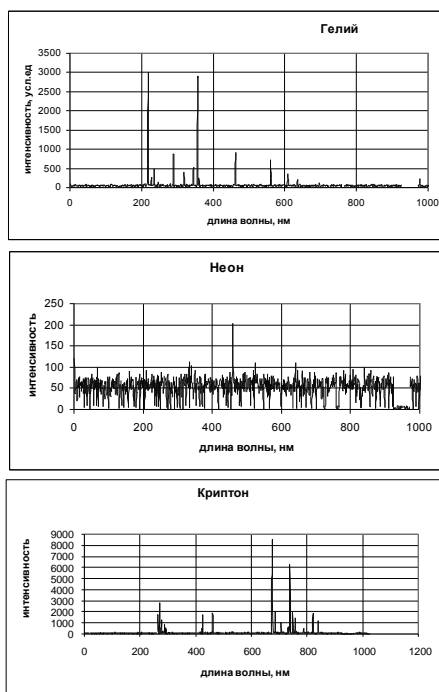 Гелий
интенсивность, усл.ед
3500
3000
2500
2000
1500
1000
500
0
0 200 400 600 800 1000
длина волны, нм
Неон
интенсивность
250
200
150
100
50
0
0 200 400 600 800 1000
длина волны, нм
Криптон
интенсивность
9000
8000
7000
6000
5000
4000
3000
2000
1000
0
0 200 400 600 800 1000 1200
длина волны, нм